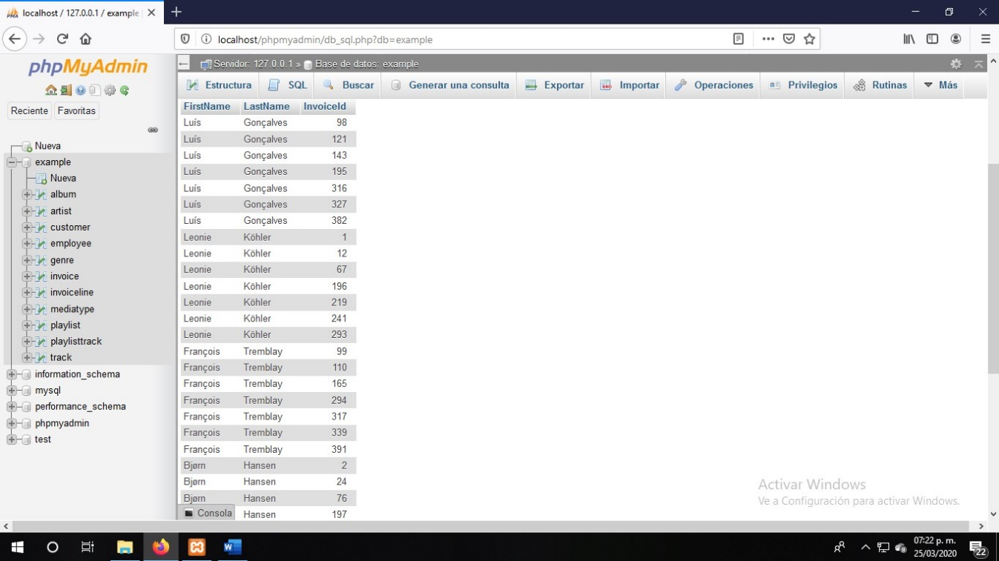 localhost / 127.0.0.1 / example
localhost/phpmyadmin/db_sql.php?db=example
phpMyAdmin
Reciente Favoritas
Nueva
example
Nueva
album
artist
customer
employee
genre
invoice
invoiceline
mediatype
playlist
playlisttrack
track
information_schema
mysql
performance_schema
phpmyadmin
test
Servidor: 127.0.0.1 » Base de datos: example
Estructura SQL Buscar Generar una consulta Exportar Importar Operaciones Privilegios Rutinas Más
FirstName LastName InvoiceId
Luís Gonçalves 98
Luís Gonçalves 121
Luís Gonçalves 143
Luís Gonçalves 195
Luís Gonçalves 316
Luís Gonçalves 327
Luís Gonçalves 382
Leonie Köhler 1
Leonie Köhler 12
Leonie Köhler 67
Leonie Köhler 196
Leonie Köhler 219
Leonie Köhler 241
Leonie Köhler 293
François Tremblay 99
François Tremblay 110
François Tremblay 165
François Tremblay 294
François Tremblay 317
François Tremblay 339
François Tremblay 391
Bjørn Hansen 2
Bjørn Hansen 24
Bjørn Hansen 76
Consola Hansen 197
Activar Windows
Ve a Configuración para activar Windows.
07:22 p. m.
25/03/2020
22